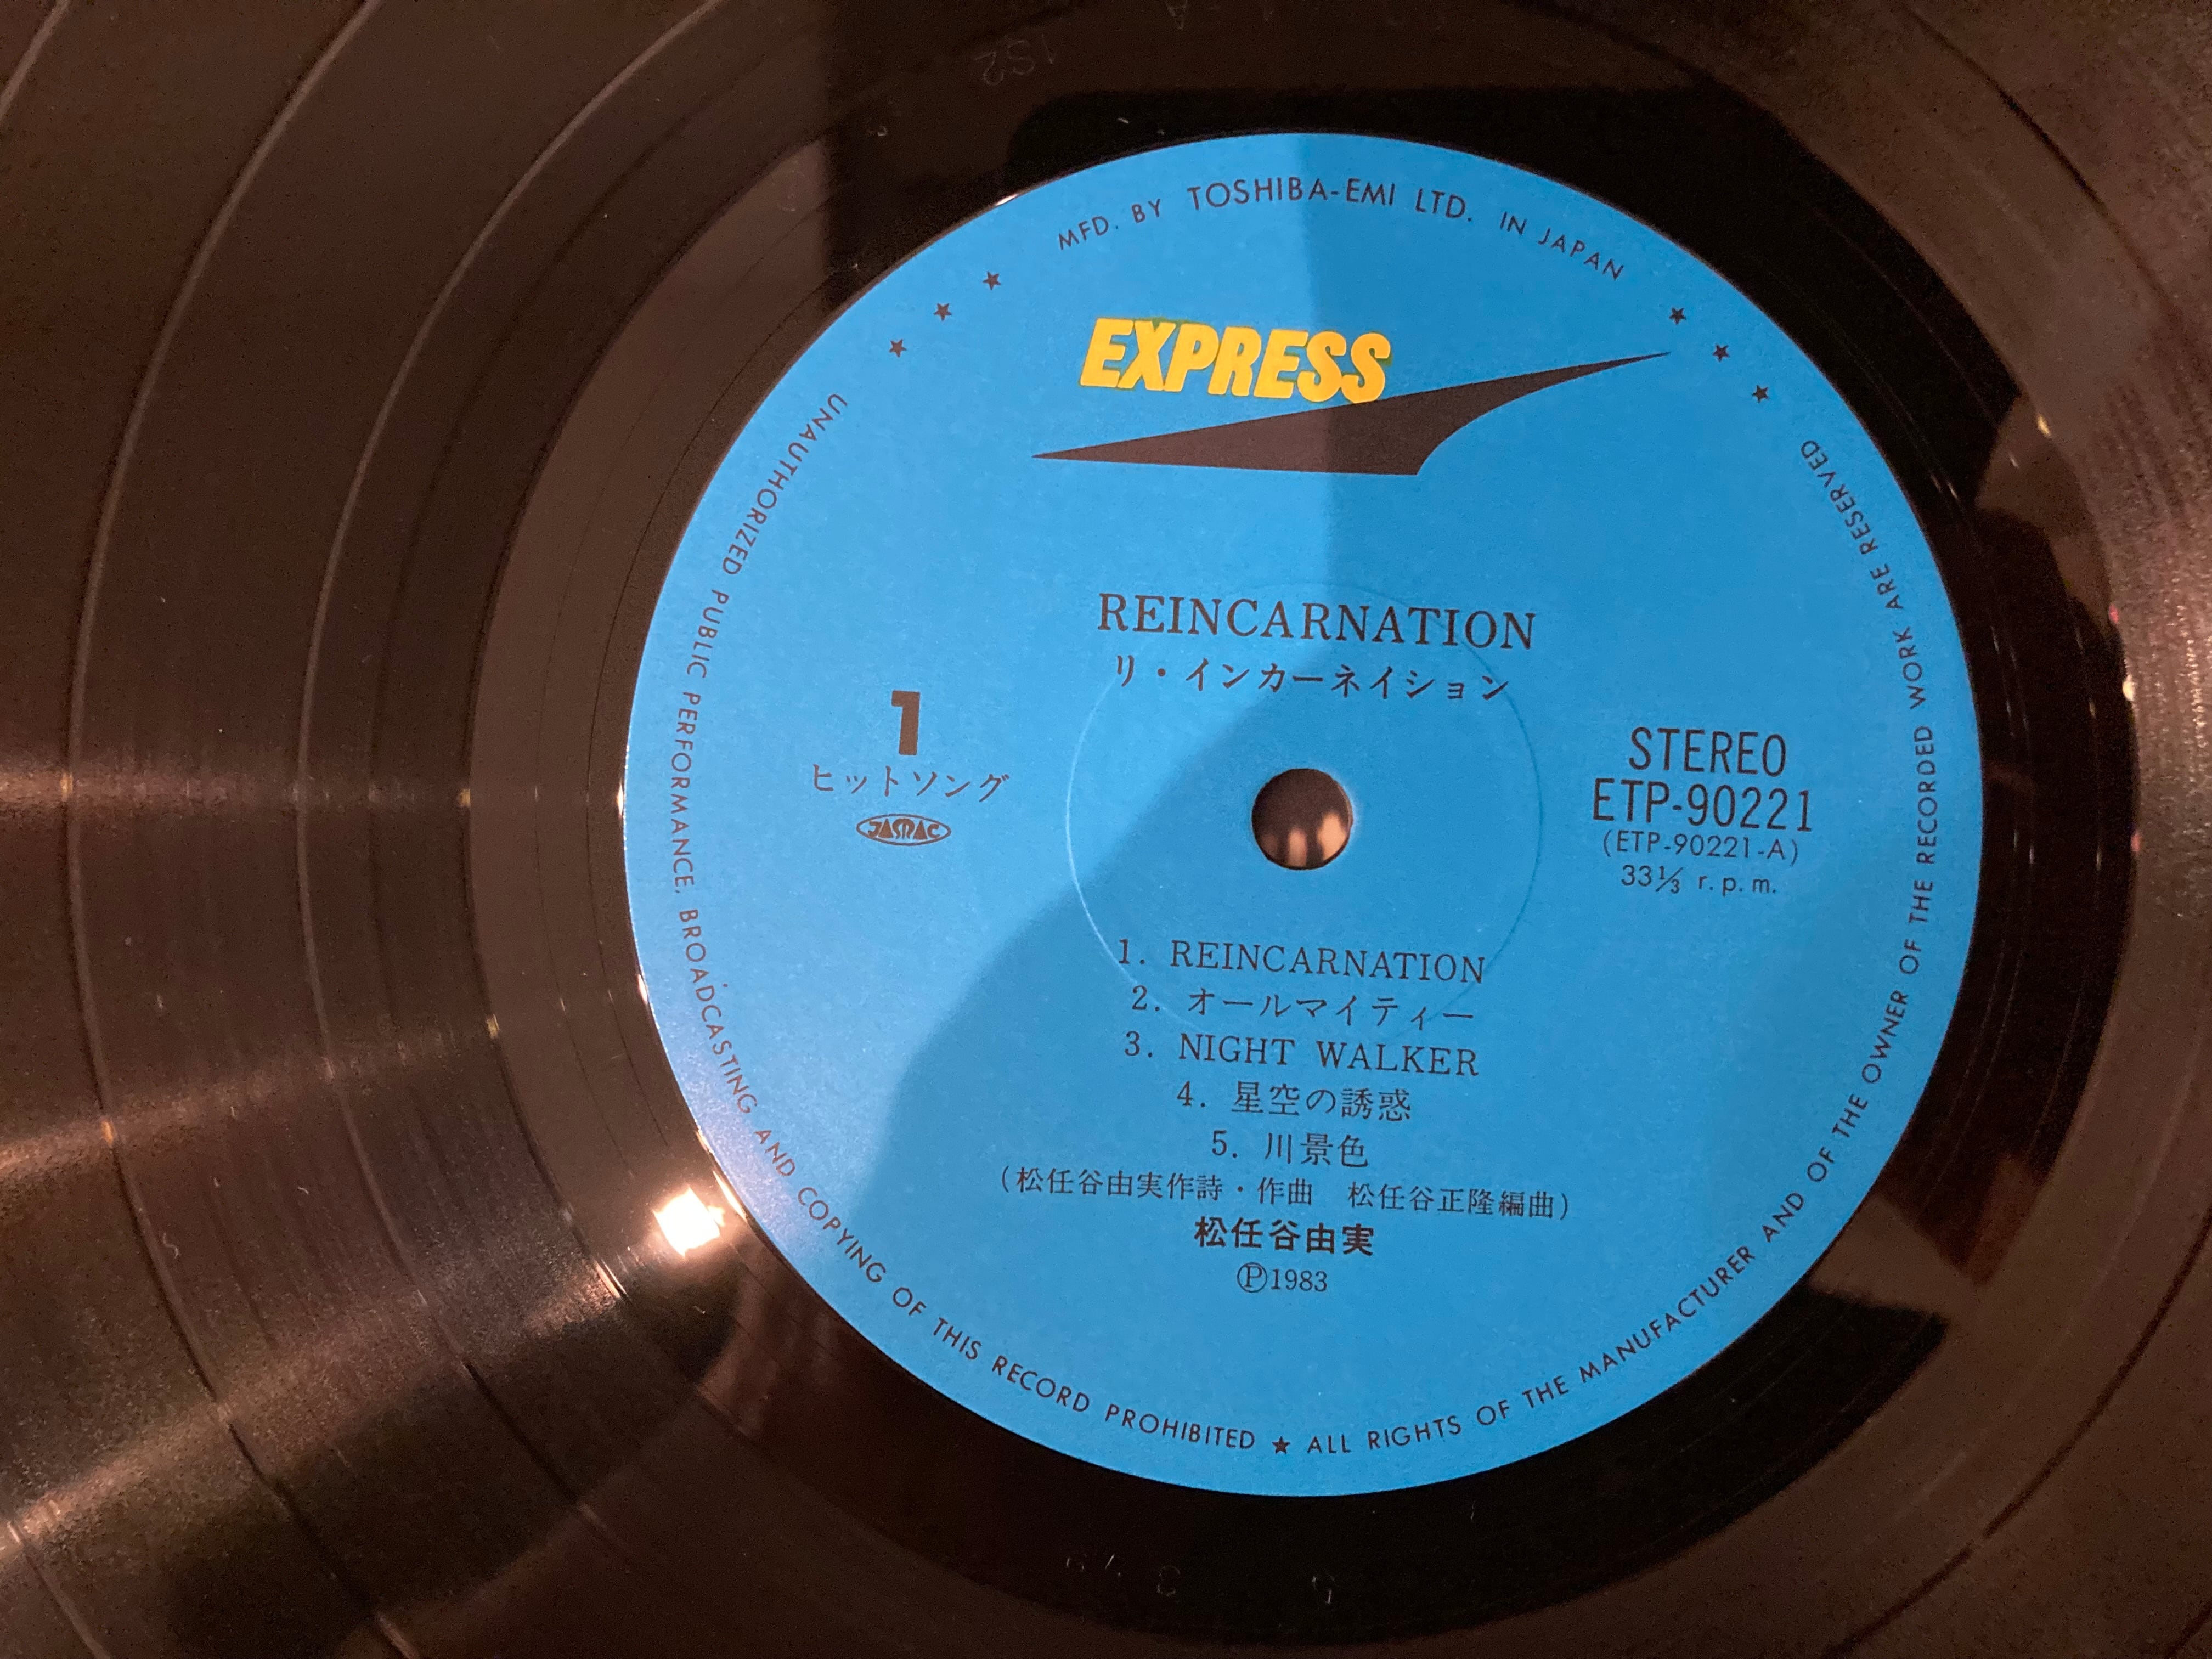 MFD. BY TOSHIBA-EMI LTD. IN JAPAN
EXPRESS
REINCARNATION
リ・インカーネイション
1
ヒットソング
JASRAC
STEREO
ETP-90221
(ETP-90221-A)
33⅓ r.p.m.
1. REINCARNATION
2. オールマイティー
3. NIGHT WALKER
4. 星空の誘惑
5. 川景色
(松任谷由実作詩・作曲　松任谷正隆編曲)
松任谷由実
Ⓟ1983
UNAUTHORIZED PUBLIC PERFORMANCE, BROADCASTING AND COPYING OF THIS RECORD PROHIBITED ★ ALL RIGHTS OF THE MANUFACTURER AND OF THE OWNER OF THE RECORDED WORK ARE RESERVED
1S2